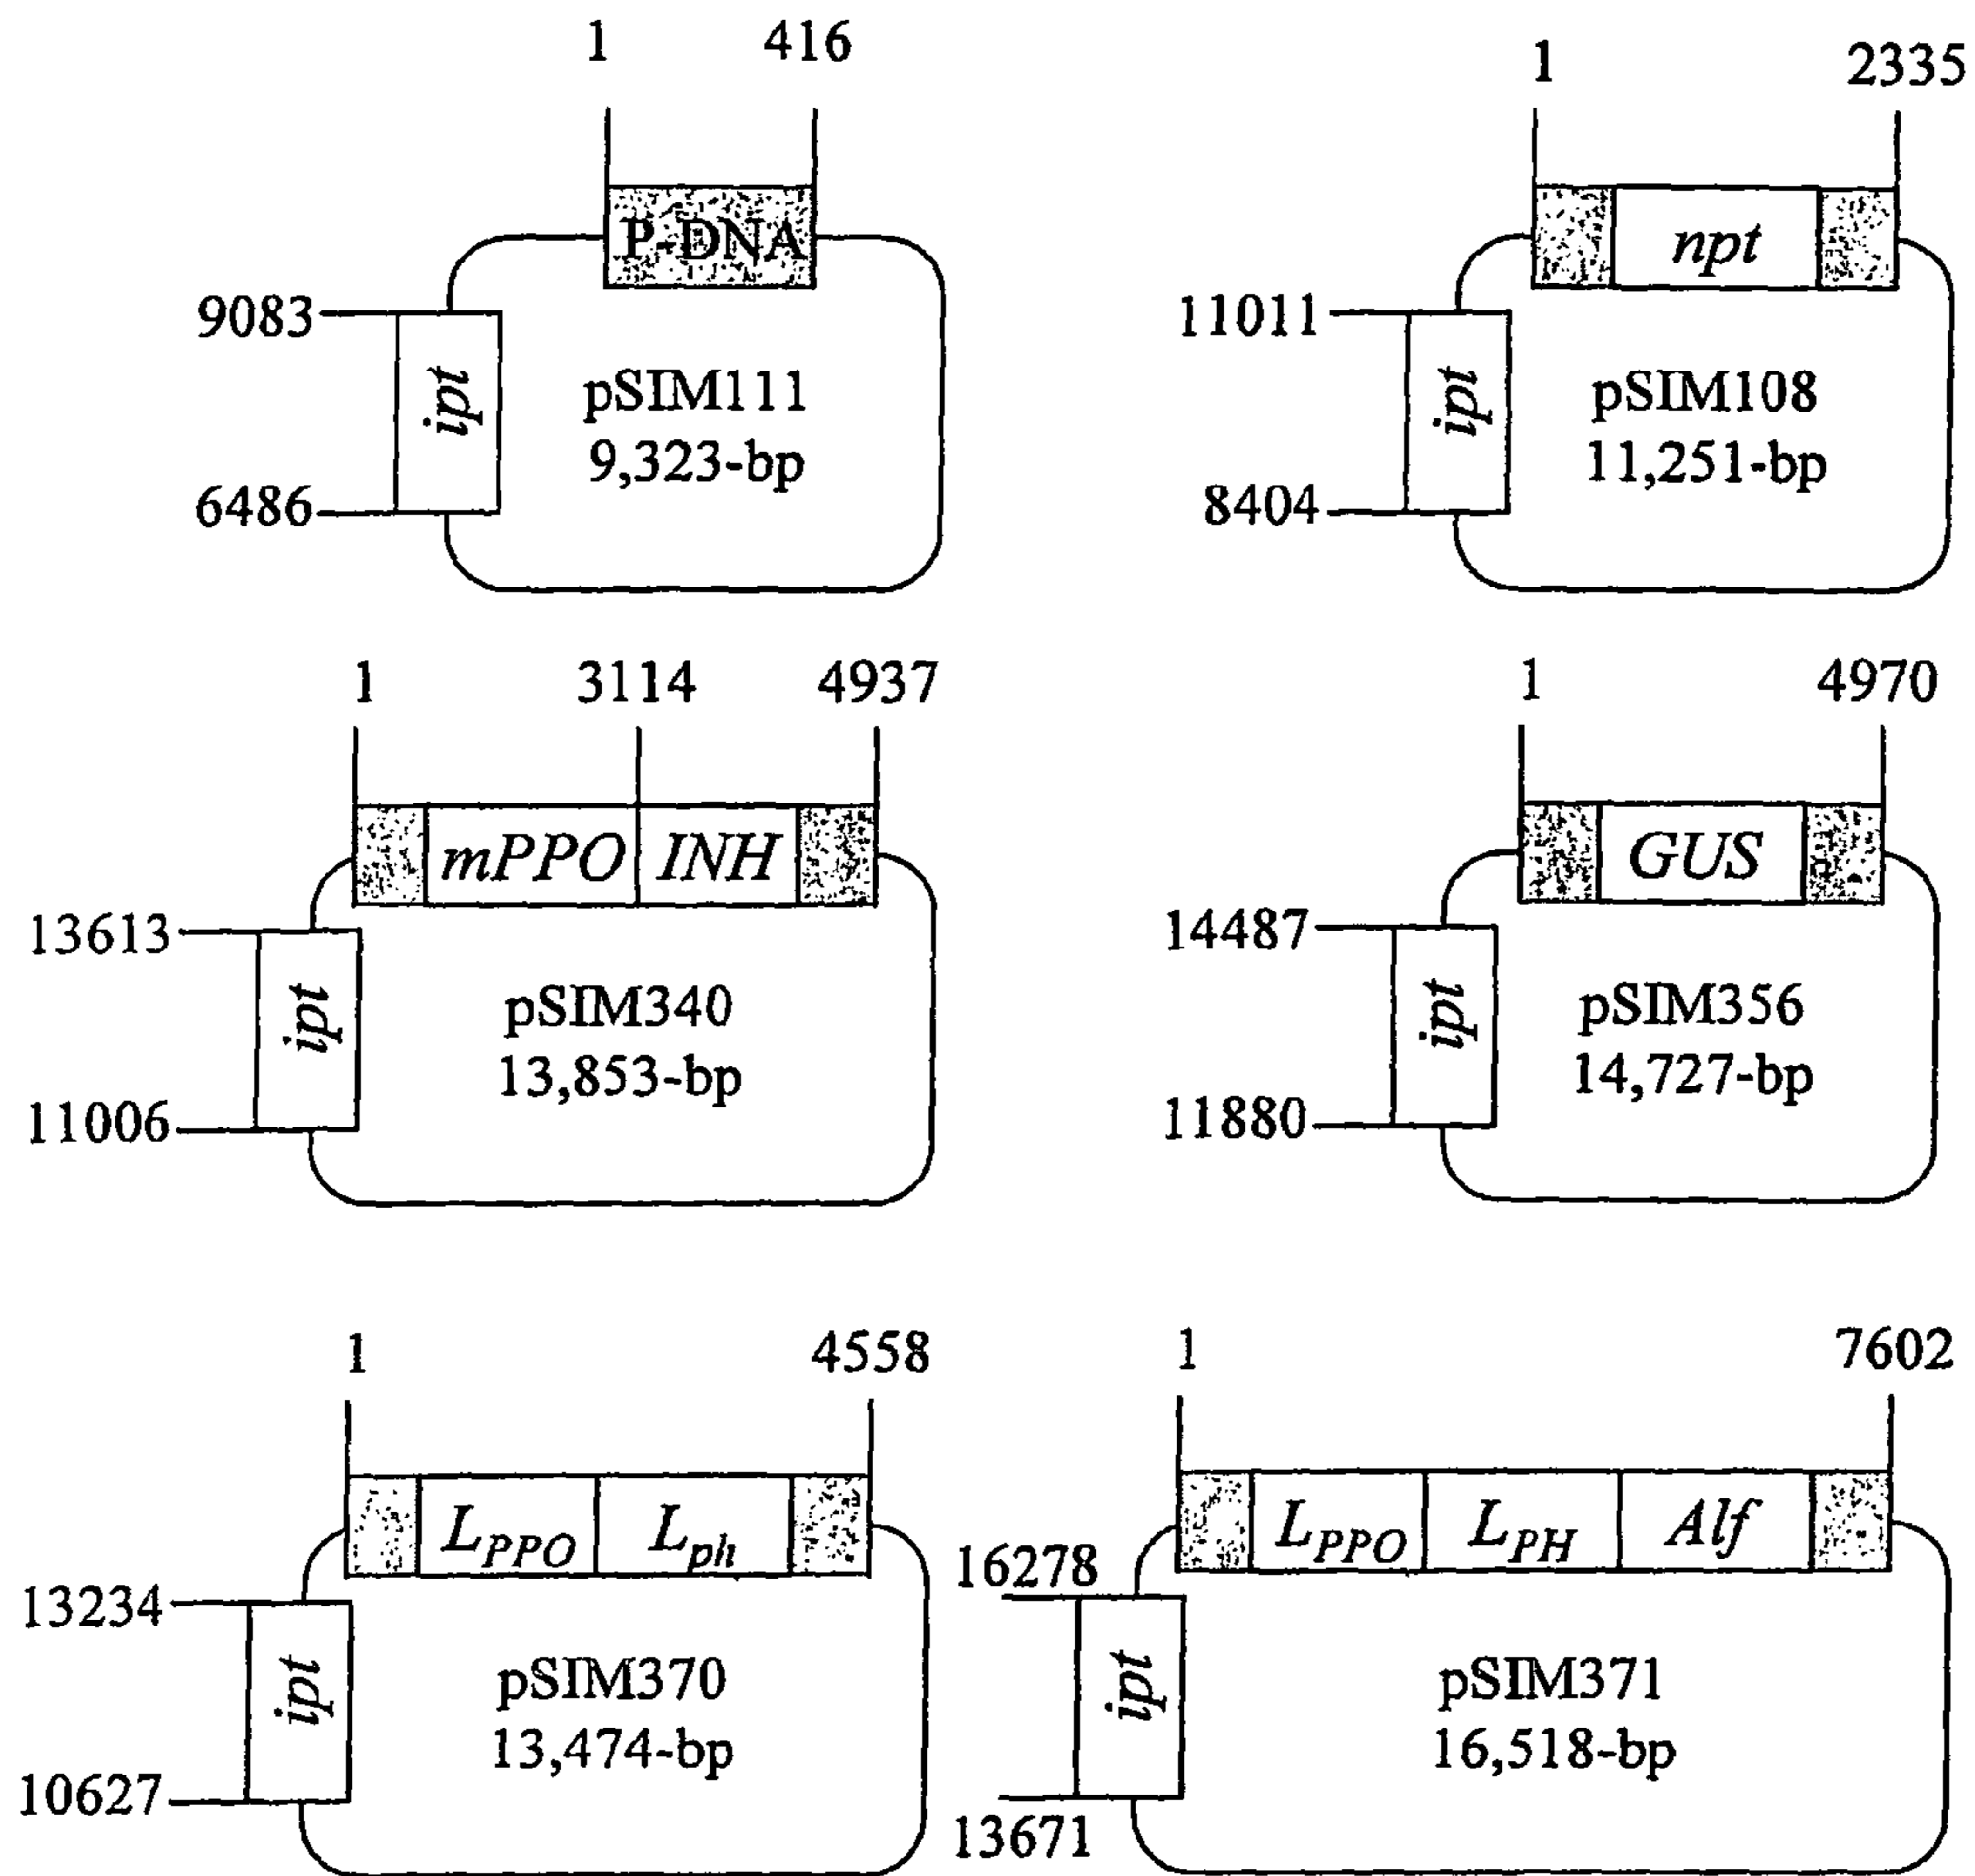 1 416
P-DNA
9083
ipt
6486
pSIM111
9,323-bp
1 2335
npt
11011
ipt
8404
pSIM108
11,251-bp
1 3114 4937
mPPO INH
13613
ipt
11006
pSIM340
13,853-bp
1 4970
GUS
14487
ipt
11880
pSIM356
14,727-bp
1 4558
LPPO Lph
13234
ipt
10627
pSIM370
13,474-bp
1 7602
LPPO LPH Alf
16278
ipt
13671
pSIM371
16,518-bp